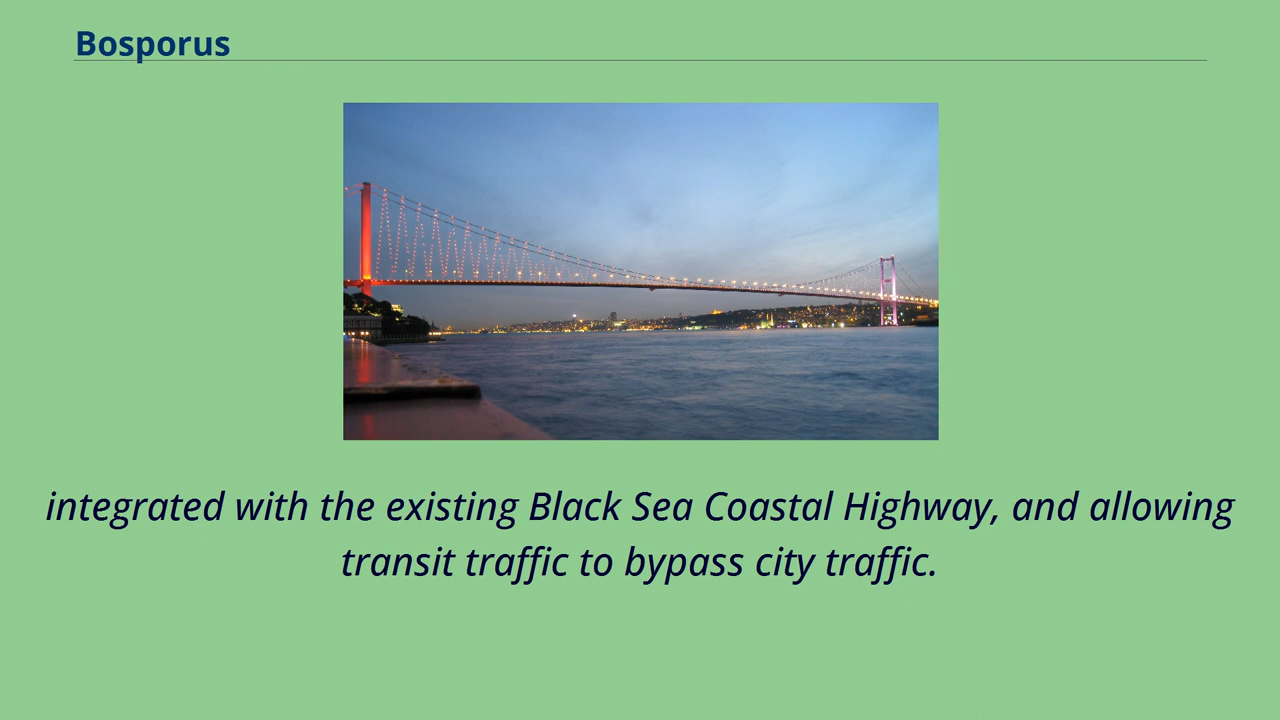 Bosporus
integrated with the existing Black Sea Coastal Highway, and allowing
transit traffic to bypass city traffic.